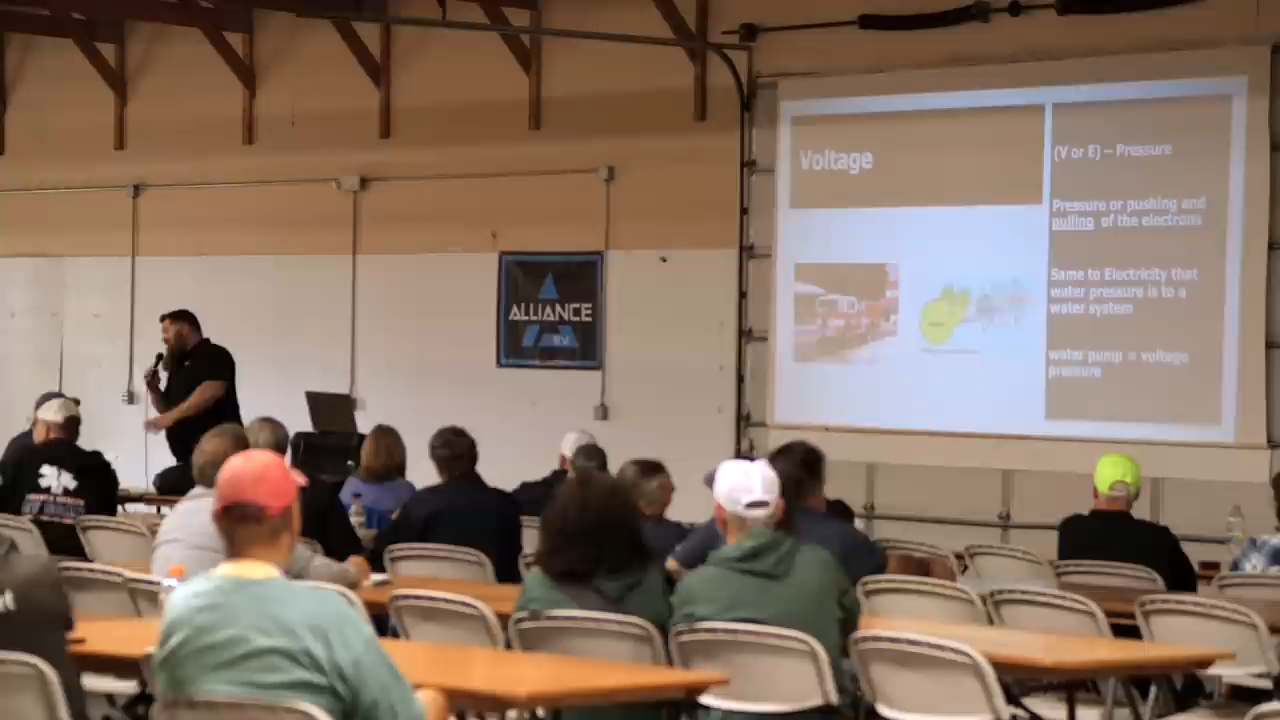 Voltage
(V or E) – Pressure
Pressure or pushing and
pulling of the electrons
Same to Electricity that
water pressure is to a
water system
water pump = voltage
pressure
ALLIANCE
RV